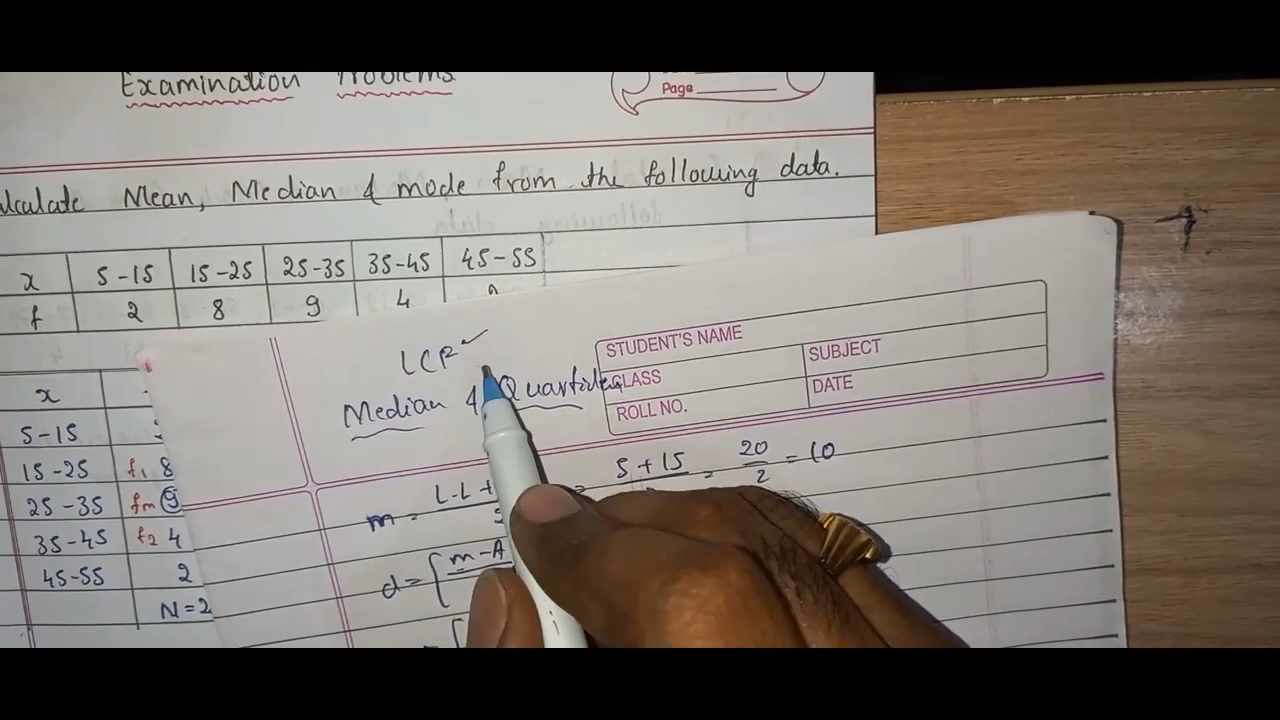 Examination Problems
Page
Mean, Median & mode from the following data.
x 5-15 15-25 25-35 35-45 45-55
f 2 8 9 4
LCF ✓
Median & Quartiles
STUDENT'S NAME
CLASS
SUBJECT
ROLL NO.
DATE
x
5-15
15-25 f₁ 8
25-35 fm 9
35-45 f₂ 4
45-55 2
N=2
m = L.L + = 5+15 = 20/2 = 10
d = [m-A